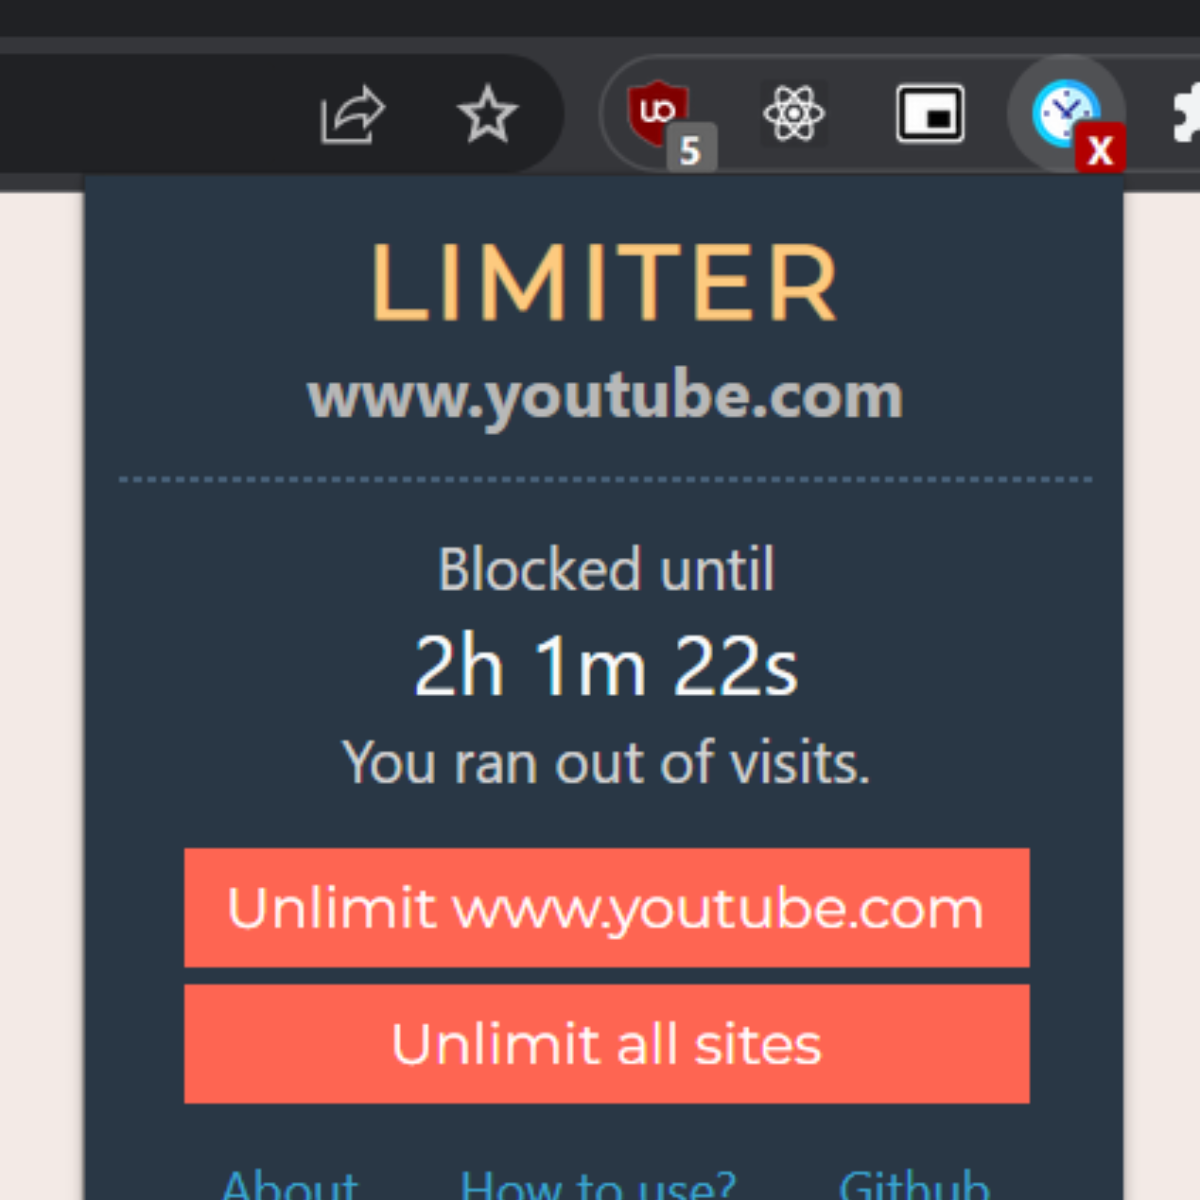 UO
5
X
LIMITER
www.youtube.com
Blocked until
2h 1m 22s
You ran out of visits.
Unlimit www.youtube.com
Unlimit all sites
About How to use? Github